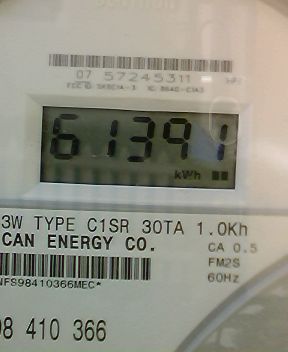 07 57245311
61391
kWh
3W TYPE C1SR 30TA 1.0Kh
CAN ENERGY CO.
CA 0.5
FM2S
60Hz
NFS98410366MEC*
98 410 366